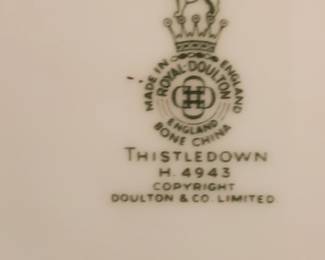 MADE IN ENGLAND
ROYAL·DOULTON
ENGLAND
BONE CHINA
THISTLEDOWN
H. 4943
COPYRIGHT
DOULTON & CO. LIMITED.